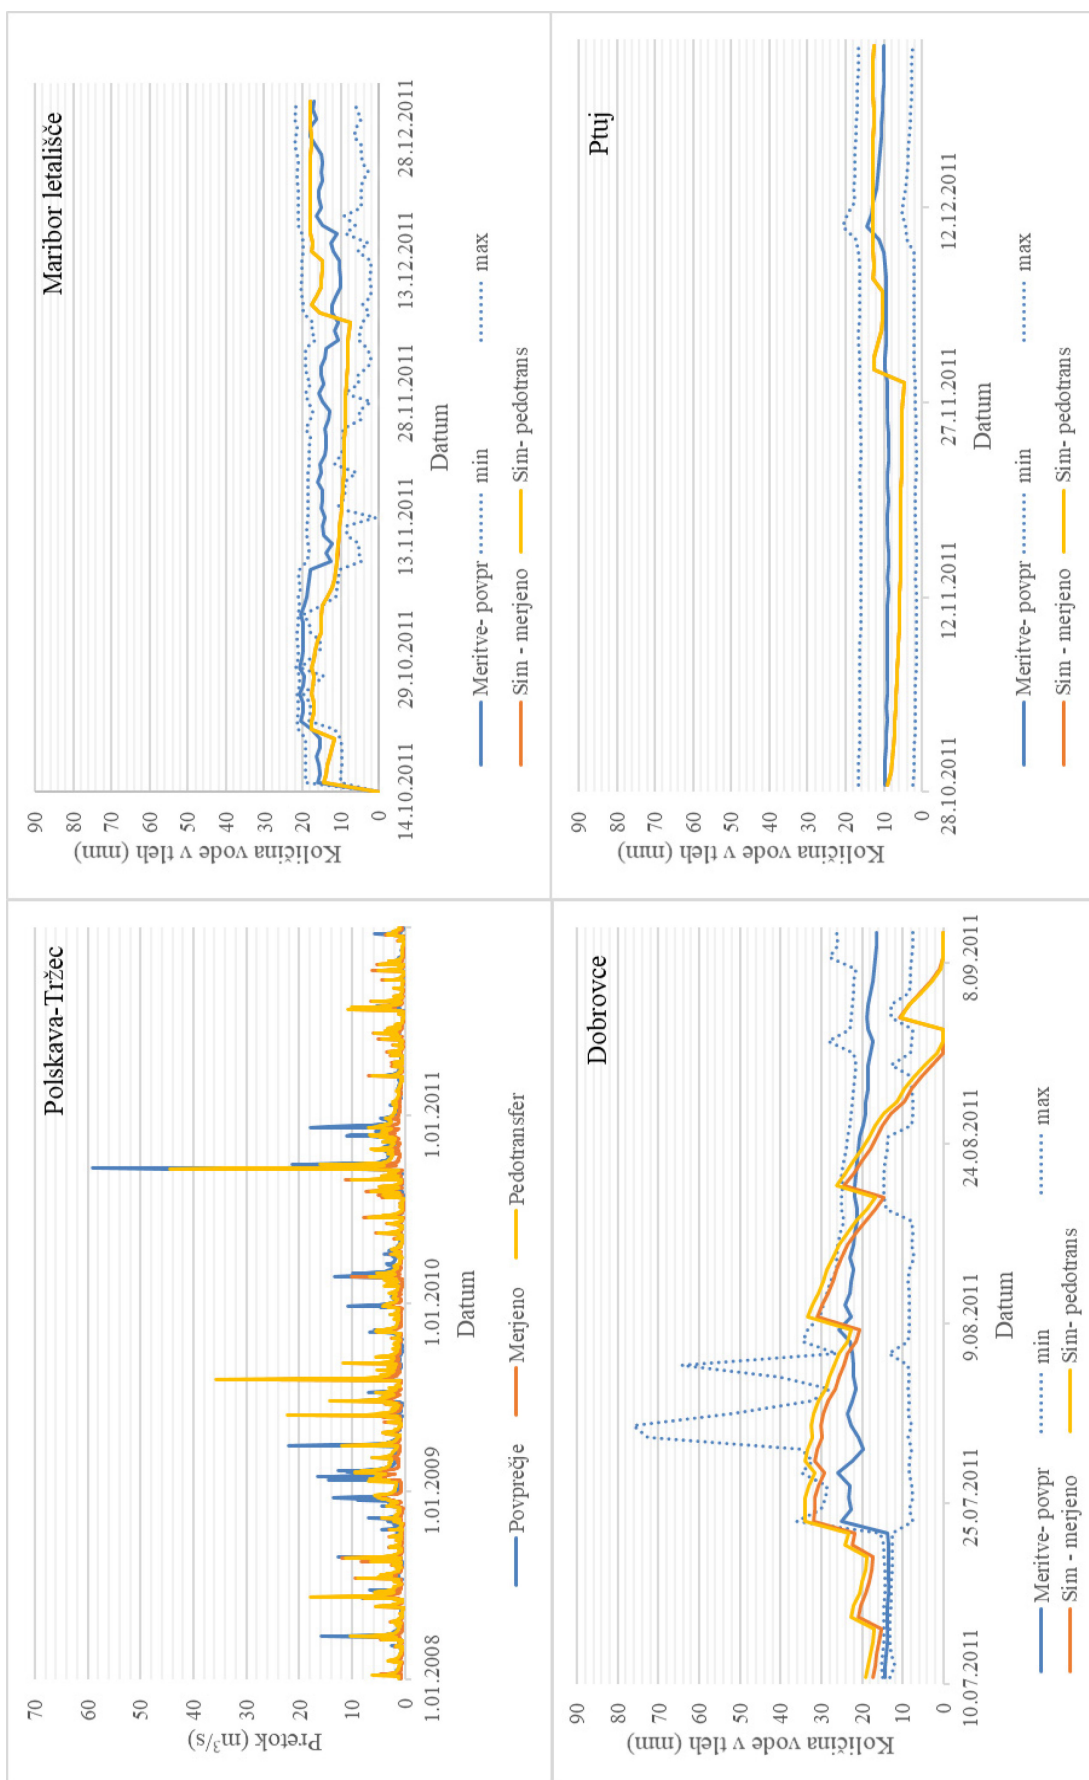 Polskava-Tržec
Pretok (m³/s)
70
60
50
40
30
20
10
0
1.01.2008 1.01.2009 1.01.2010 1.01.2011
Datum
Povprečje Merjeno Pedotransfer
Maribor letališče
Količina vode v tleh (mm)
90
80
70
60
50
40
30
20
10
0
14.10.2011 29.10.2011 13.11.2011 28.11.2011 13.12.2011 28.12.2011
Datum
Meritve- povpr min max
Sim - merjeno Sim- pedotrans
Dobrovce
Količina vode v tleh (mm)
90
80
70
60
50
40
30
20
10
0
10.07.2011 25.07.2011 9.08.2011 24.08.2011 8.09.2011
Datum
Meritve- povpr min max
Sim - merjeno Sim- pedotrans
Ptuj
Količina vode v tleh (mm)
90
80
70
60
50
40
30
20
10
0
28.10.2011 12.11.2011 27.11.2011 12.12.2011
Datum
Meritve- povpr min max
Sim - merjeno Sim- pedotrans